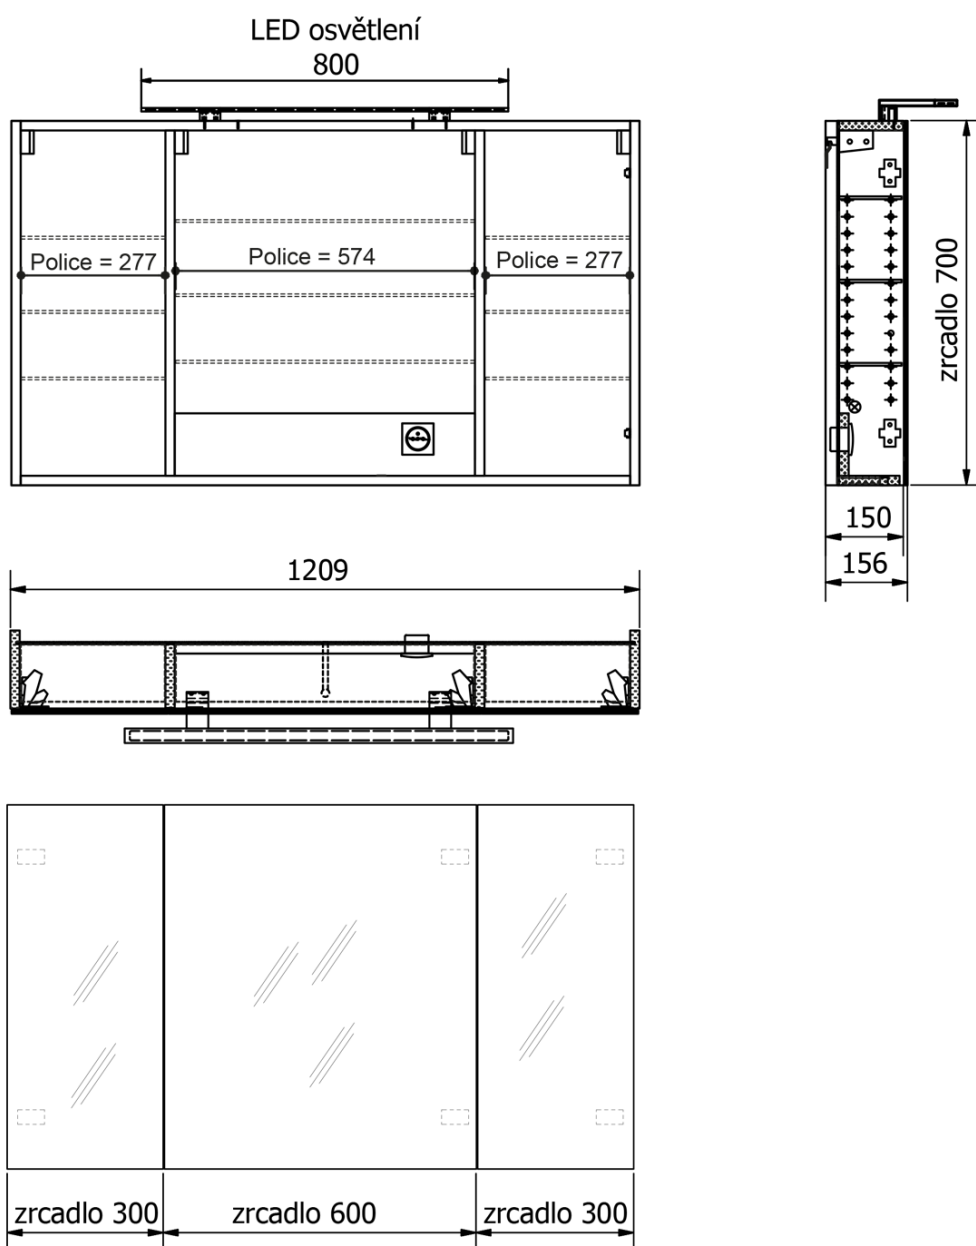 LED osvětlení
800
Police = 277
Police = 574
Police = 277
zrcadlo 700
150
156
1209
zrcadlo 300
zrcadlo 600
zrcadlo 300